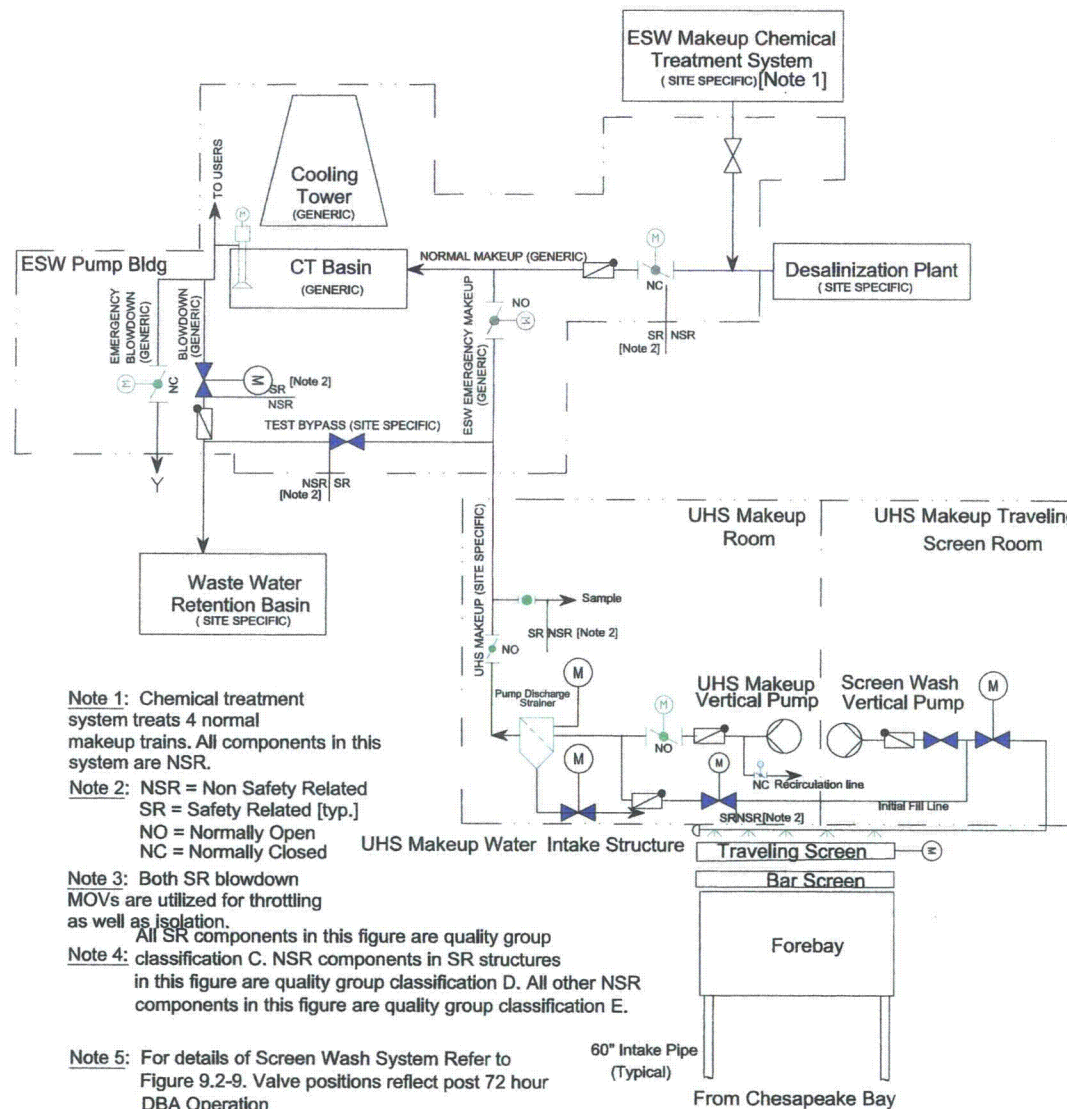 ESW Makeup Chemical
Treatment System
( SITE SPECIFIC) [Note 1]
TO USERS
Cooling
Tower
(GENERIC)
M
ESW Pump Bldg
CT Basin
(GENERIC)
NORMAL MAKEUP (GENERIC)
M
NC
Desalinization Plant
( SITE SPECIFIC)
SR NSR
[Note 2]
EMERGENCY
BLOWDOWN
(GENERIC)
BLOWDOWN
(GENERIC)
M
NC
M
SR [Note 2]
NSR
NO
M
ESW EMERGENCY MAKEUP
(GENERIC)
TEST BYPASS (SITE SPECIFIC)
NSR SR
[Note 2]
Y
Waste Water
Retention Basin
( SITE SPECIFIC)
UHS Makeup
Room
UHS Makeup Traveling
Screen Room
UHS MAKEUP (SITE SPECIFIC)
Sample
SR NSR [Note 2]
NO
Pump Discharge
Strainer
M
M
NO
UHS Makeup
Vertical Pump
Screen Wash
Vertical Pump
M
M
M
NC
Recirculation line
Initial Fill Line
SR NSR [Note 2]
UHS Makeup Water Intake Structure
Traveling Screen
M
Bar Screen
Forebay
60" Intake Pipe
(Typical)
From Chesapeake Bay
Note 1: Chemical treatment
system treats 4 normal
makeup trains. All components in this
system are NSR.
Note 2: NSR = Non Safety Related
SR = Safety Related [typ.]
NO = Normally Open
NC = Normally Closed
Note 3: Both SR blowdown
MOVs are utilized for throttling
as well as isolation.
All SR components in this figure are quality group
Note 4: classification C. NSR components in SR structures
in this figure are quality group classification D. All other NSR
components in this figure are quality group classification E.
Note 5: For details of Screen Wash System Refer to
Figure 9.2-9. Valve positions reflect post 72 hour
DBA Operation